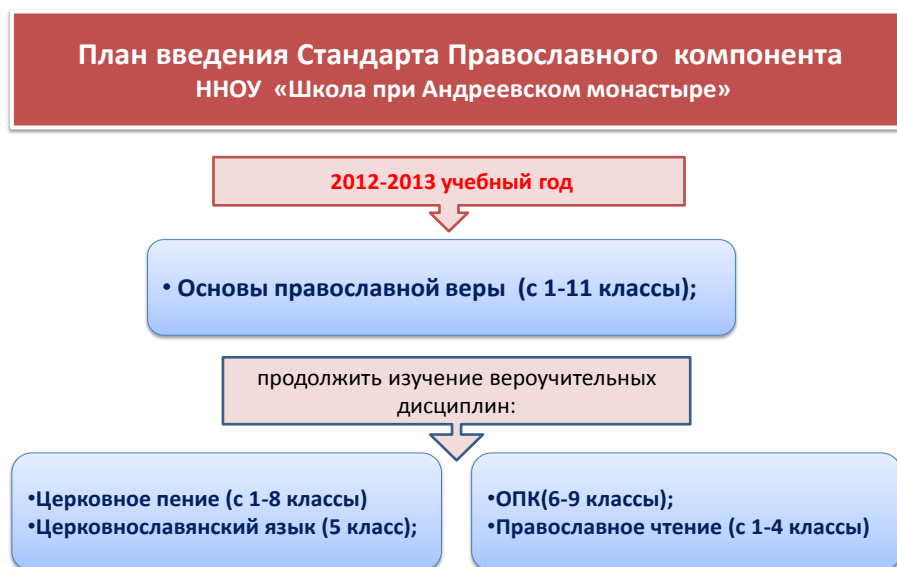 План введения Стандарта Православного компонента
ННОУ «Школа при Андреевском монастыре»
2012-2013 учебный год
• Основы православной веры (с 1-11 классы);
продолжить изучение вероучительных
дисциплин:
•Церковное пение (с 1-8 классы)
•Церковнославянский язык (5 класс);
•ОПК(6-9 классы);
•Православное чтение (с 1-4 классы)